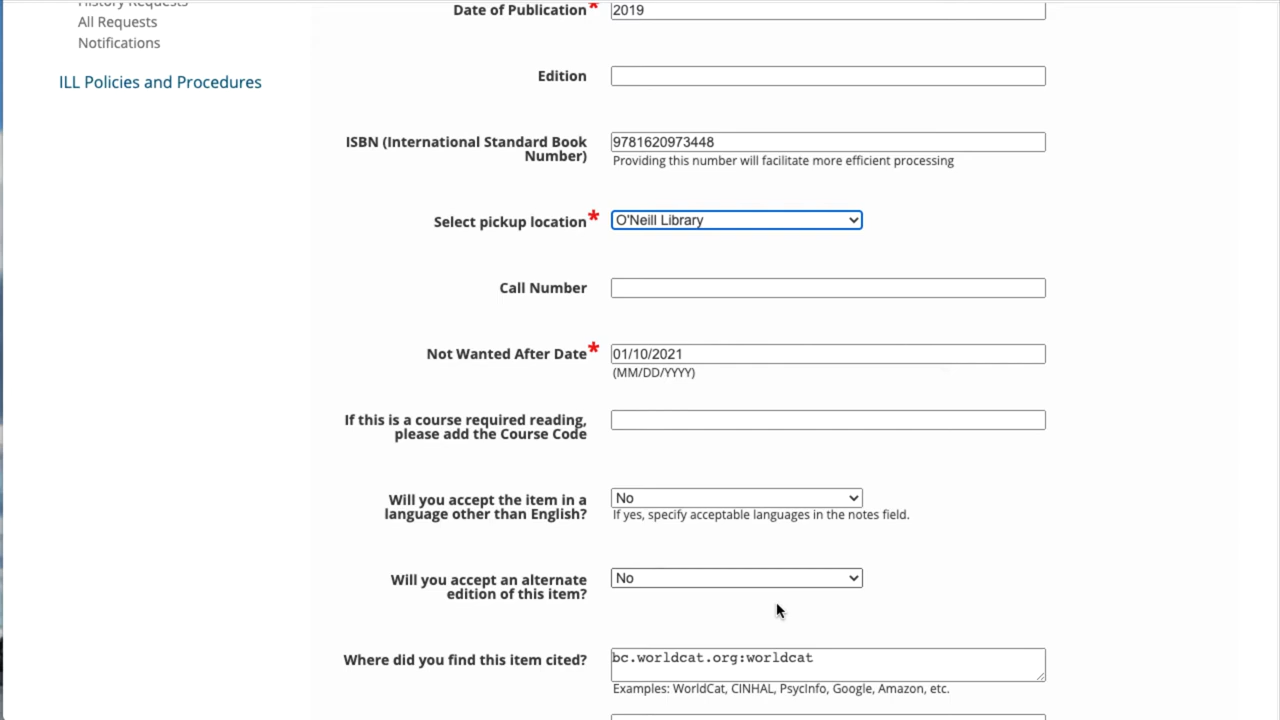 History Requests
All Requests
Notifications
ILL Policies and Procedures
Date of Publication* 2019
Edition
ISBN (International Standard Book
Number)
9781620973448
Providing this number will facilitate more efficient processing
Select pickup location* O'Neill Library
Call Number
Not Wanted After Date* 01/10/2021
(MM/DD/YYYY)
If this is a course required reading,
please add the Course Code
Will you accept the item in a
language other than English?
No
If yes, specify acceptable languages in the notes field.
Will you accept an alternate
edition of this item?
No
Where did you find this item cited? bc.worldcat.org:worldcat
Examples: WorldCat, CINHAL, PsycInfo, Google, Amazon, etc.